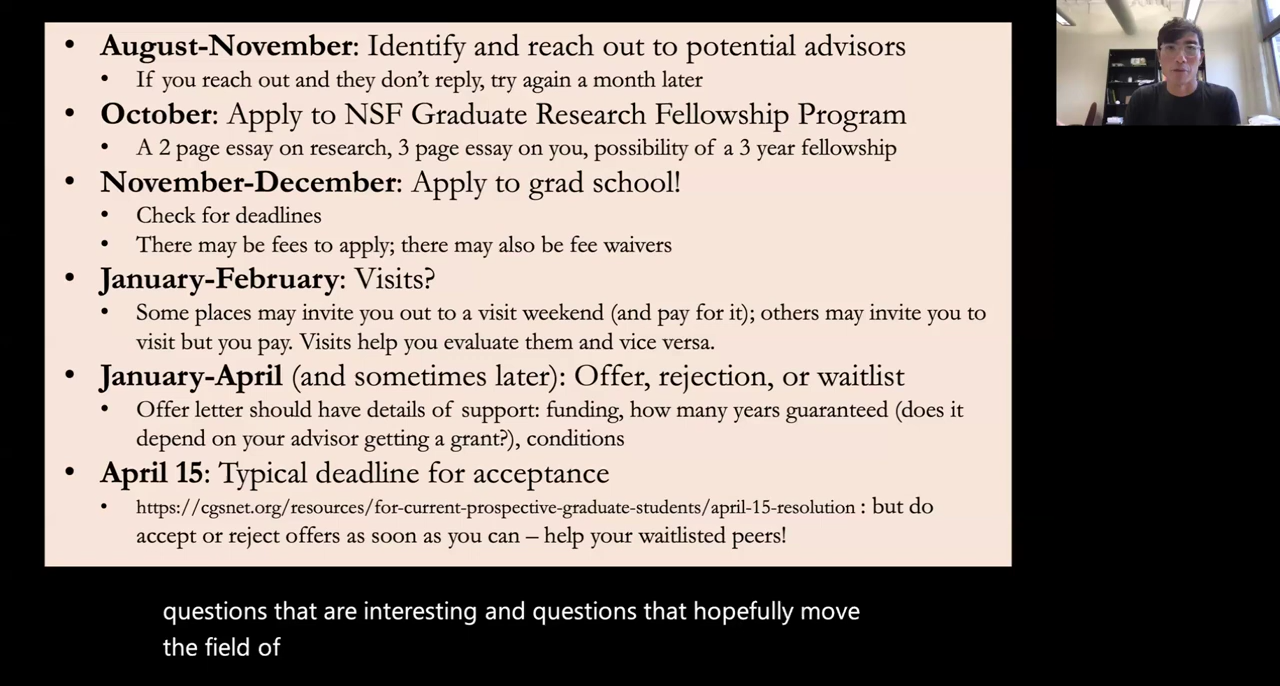 • August-November: Identify and reach out to potential advisors
• If you reach out and they don't reply, try again a month later
• October: Apply to NSF Graduate Research Fellowship Program
• A 2 page essay on research, 3 page essay on you, possibility of a 3 year fellowship
• November-December: Apply to grad school!
• Check for deadlines
• There may be fees to apply; there may also be fee waivers
• January-February: Visits?
• Some places may invite you out to a visit weekend (and pay for it); others may invite you to
visit but you pay. Visits help you evaluate them and vice versa.
• January-April (and sometimes later): Offer, rejection, or waitlist
• Offer letter should have details of support: funding, how many years guaranteed (does it
depend on your advisor getting a grant?), conditions
• April 15: Typical deadline for acceptance
• https://cgsnet.org/resources/for-current-prospective-graduate-students/april-15-resolution : but do
accept or reject offers as soon as you can – help your waitlisted peers!
questions that are interesting and questions that hopefully move
the field of